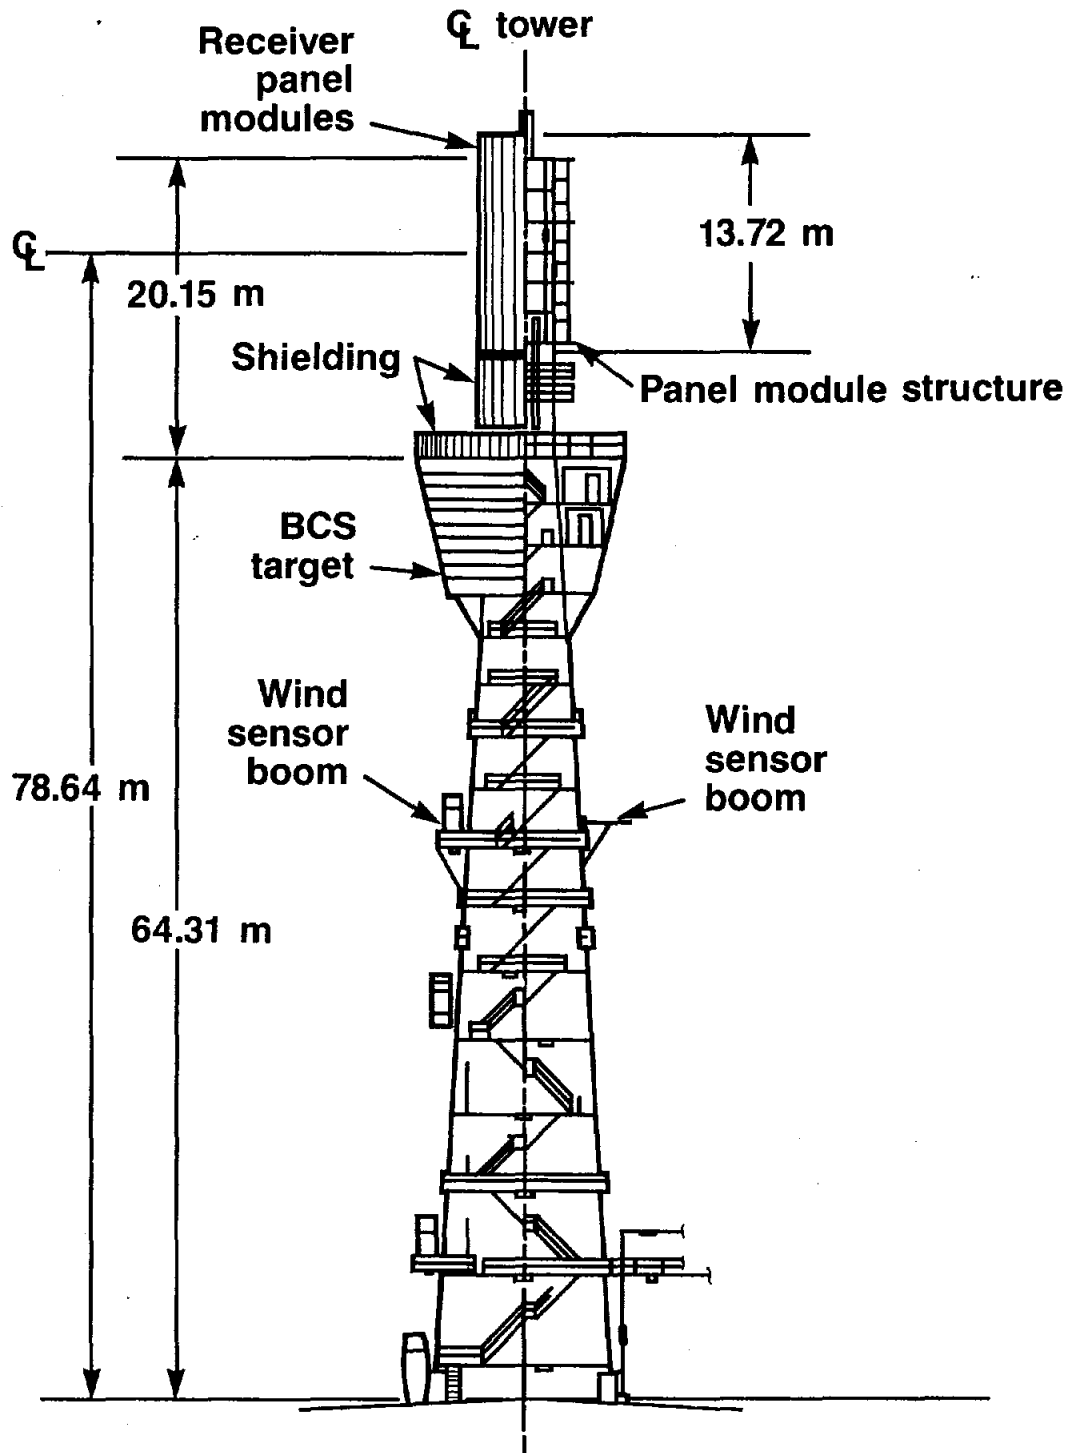 ℄ tower
Receiver
panel
modules
13.72 m
℄
20.15 m
Shielding
Panel module structure
BCS
target
Wind
sensor
boom
Wind
sensor
boom
78.64 m
64.31 m